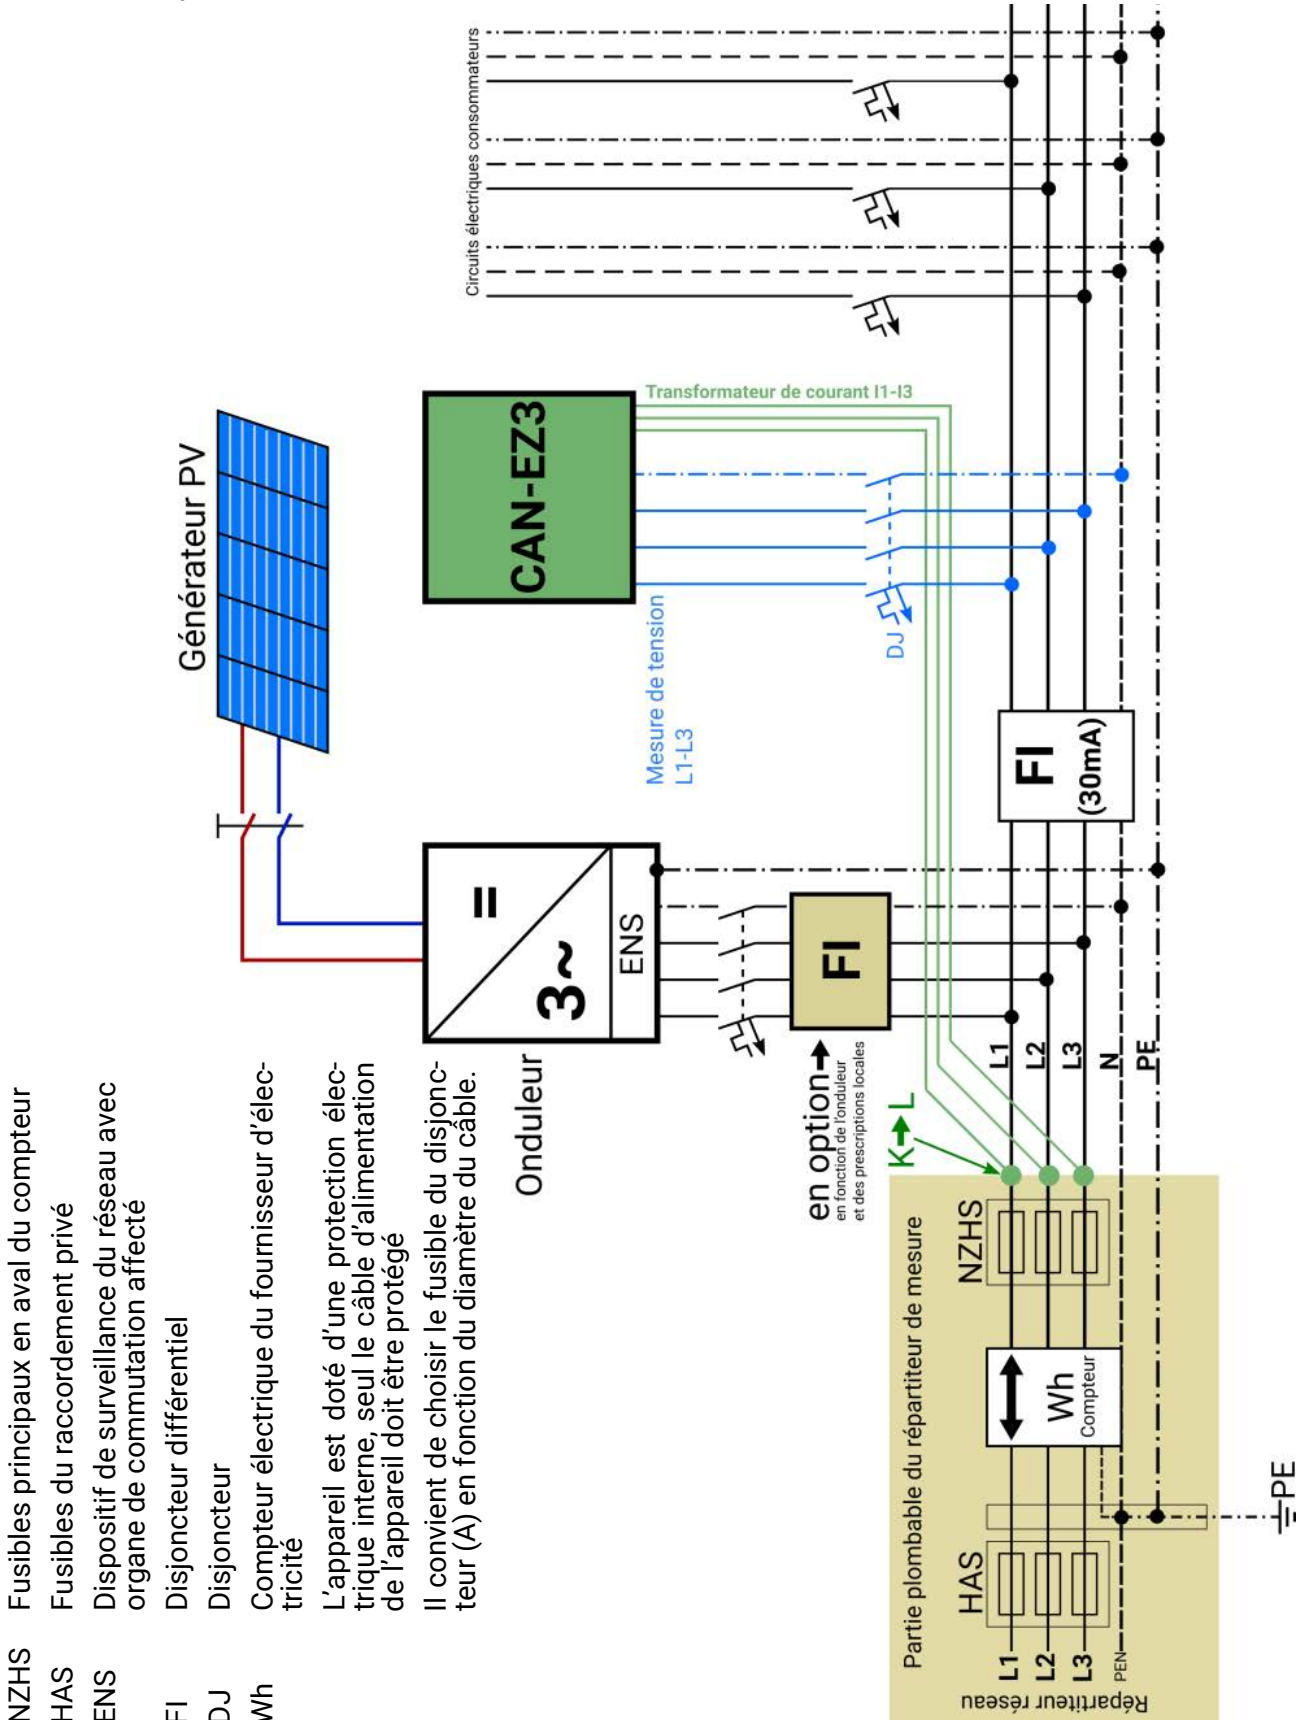 NZHS Fusibles principaux en aval du compteur
HAS Fusibles du raccordement privé
ENS Dispositif de surveillance du réseau avec
organe de commutation affecté
FI Disjoncteur différentiel
DJ Disjoncteur
Wh Compteur électrique du fournisseur d'élec-
tricité
L'appareil est doté d'une protection élec-
trique interne, seul le câble d'alimentation
de l'appareil doit être protégé
Il convient de choisir le fusible du disjonc-
teur (A) en fonction du diamètre du câble.
Générateur PV
Onduleur
=
3~
ENS
CAN-EZ3
Circuits électriques consommateurs
Transformateur de courant I1-I3
Mesure de tension
L1-L3
DJ
FI
en option
en fonction de l'onduleur
et des prescriptions locales
K L
FI
(30mA)
L1
L2
L3
N
PE
Partie plombable du répartiteur de mesure
NZHS
Wh
Compteur
HAS
L1
L2
L3
PEN
Répartiteur réseau
PE